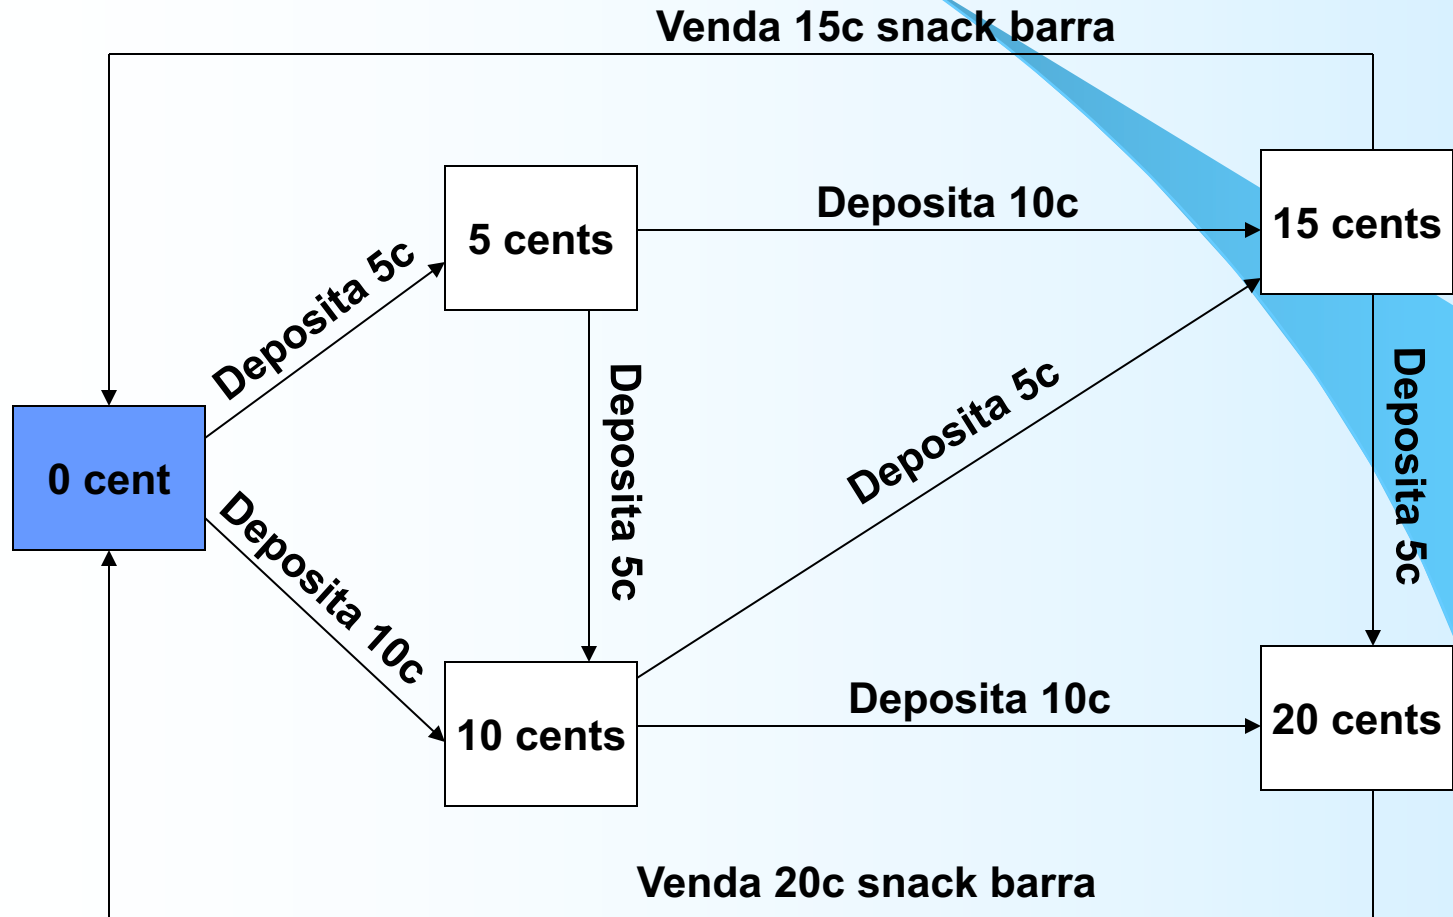 Venda 15c snack barra
5 cents
Deposita 10c
15 cents
Deposita 5c
0 cent
Deposita 5c
Deposita 5c
Deposita 5c
Deposita 10c
10 cents
Deposita 10c
20 cents
Venda 20c snack barra